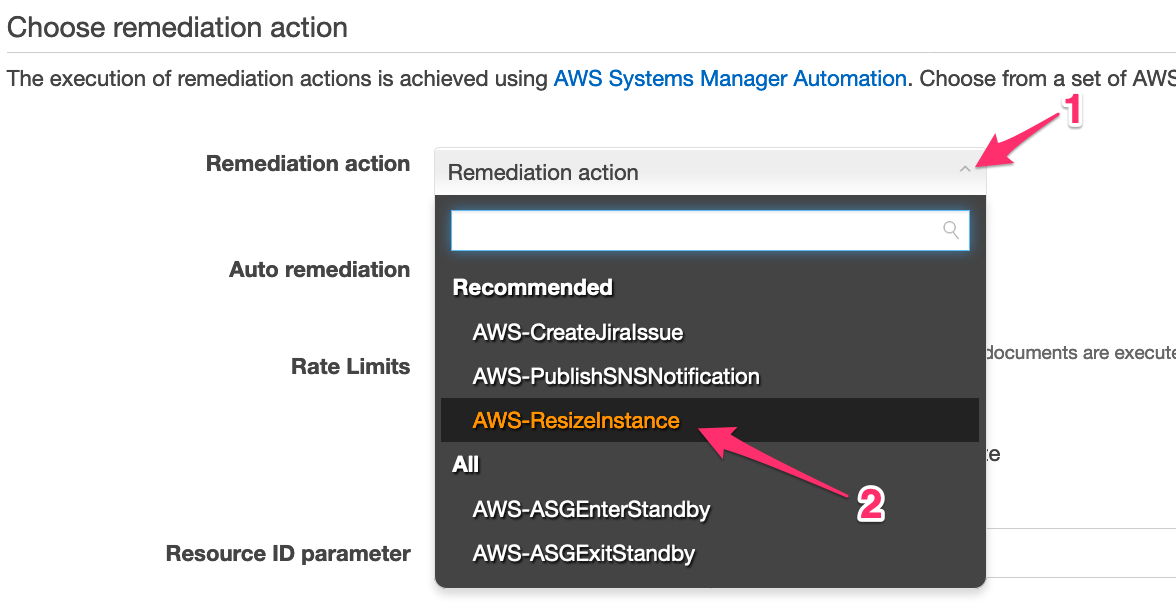 Choose remediation action
The execution of remediation actions is achieved using AWS Systems Manager Automation. Choose from a set of AWS
1
Remediation action
Remediation action
Auto remediation
Recommended
AWS-CreateJiraIssue
Rate Limits
documents are execute
AWS-PublishSNSNotification
AWS-ResizeInstance
All
te
2
AWS-ASGEnterStandby
Resource ID parameter
AWS-ASGExitStandby